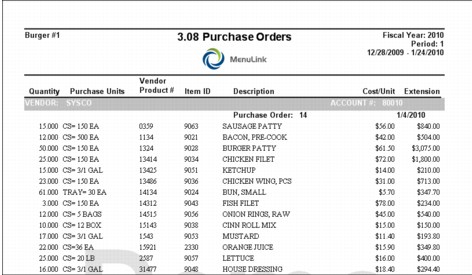 Burger #1
3.08 Purchase Orders
Fiscal Year: 2010
Period: 1
12/28/2009 - 1/24/2010
MenuLink
Quantity Purchase Units Vendor Product # Item ID Description Cost/Unit Extension
VENDOR: SYSCO ACCOUNT #: 80010
Purchase Order: 14 1/4/2010
15.000 CS= 150 EA 0359 9063 SAUSAGE PATTY $56.00 $840.00
12.000 CS= 500 EA 1134 9021 BACON, PRE-COOK $42.00 $504.00
50.000 CS= 150 EA 1324 9028 BURGER PATTY $61.50 $3,075.00
25.000 CS= 150 EA 13414 9034 CHICKEN FILET $72.00 $1,800.00
15.000 CS= 3/1 GAL 13425 9051 KETCHUP $14.00 $210.00
23.000 CS= 150 EA 13486 9036 CHICKEN WING, PCS $31.00 $713.00
61.000 TRAY= 30 EA 14134 9024 BUN, SMALL $5.70 $347.70
3.000 CS= 150 EA 14312 9043 FISH FILET $78.00 $234.00
12.000 CS= 5 BAGS 14515 9056 ONION RINGS, RAW $45.00 $540.00
10.000 CS= 12 BOX 15143 9038 CINN ROLL MIX $15.00 $150.00
17.000 CS= 3/1 GAL 1543 9053 MUSTARD $11.40 $193.80
22.000 CS=36 EA 15921 2330 ORANGE JUICE $15.90 $349.80
25.000 CS= 20 LB 2587 9057 LETTUCE $16.00 $400.00
16.000 CS= 3/1 GAL 31477 9048 HOUSE DRESSING $18.40 $294.40